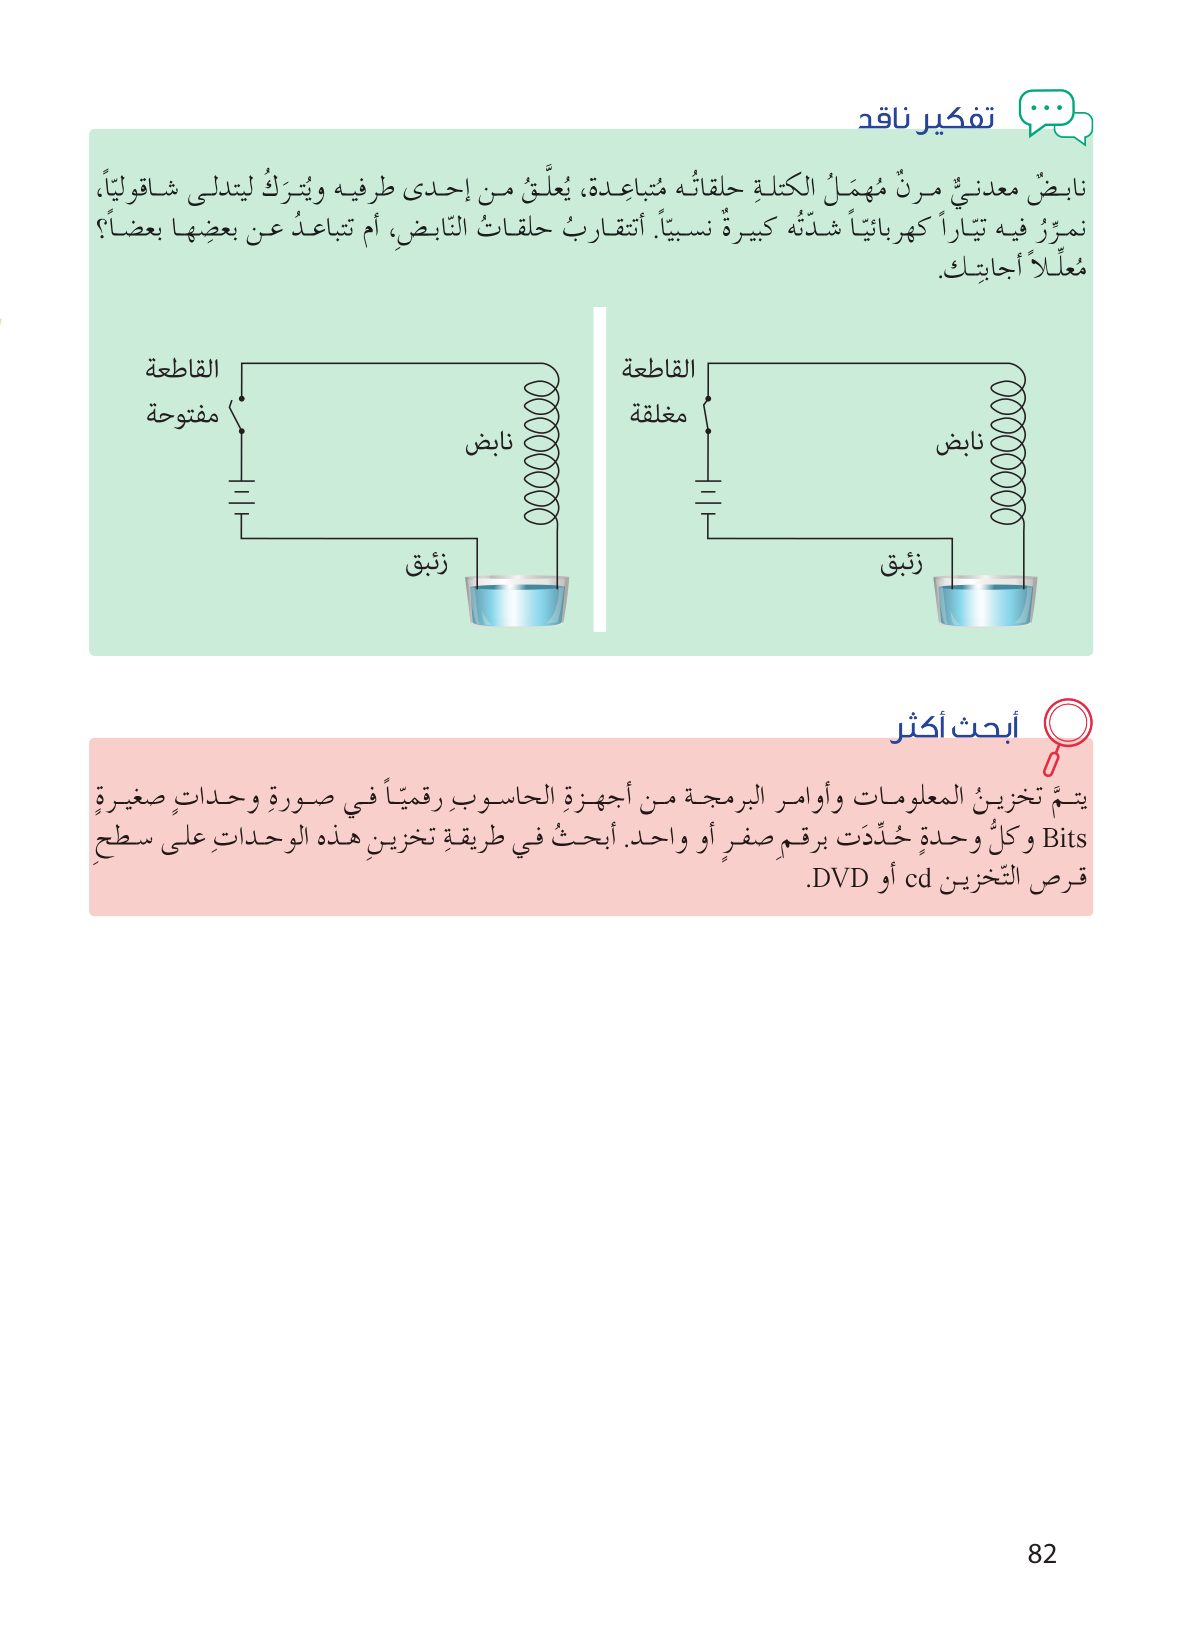 تفكير ناقد
نابضٌ معدنيٌّ مرنٌ مُهمَلُ الكتلةِ حلقاتُه مُتباعِدة، يُعلَّقُ من إحدى طرفيه ويُترَكُ ليتدلى شاقوليّاً،
نمرِّرُ فيه تيّاراً كهربائيّاً شدّتُه كبيرةٌ نسبيّاً. أتتقاربُ حلقاتُ النّابضِ، أم تتباعدُ عن بعضِها بعضاً؟
مُعلِّلاً أجابتِك.
القاطعة
مغلقة
نابض
زئبق
القاطعة
مفتوحة
نابض
زئبق
أبحث أكثر
يتمَّ تخزينُ المعلومات وأوامر البرمجة من أجهزةِ الحاسوبِ رقميّاً في صورةِ وحداتٍ صغيرةٍ
Bits وكلُّ وحدةٍ حُدِّدَت برقمِ صفرٍ أو واحد. أبحثُ في طريقةِ تخزينِ هذه الوحداتِ على سطحِ
قرص التّخزين cd أو DVD.
82